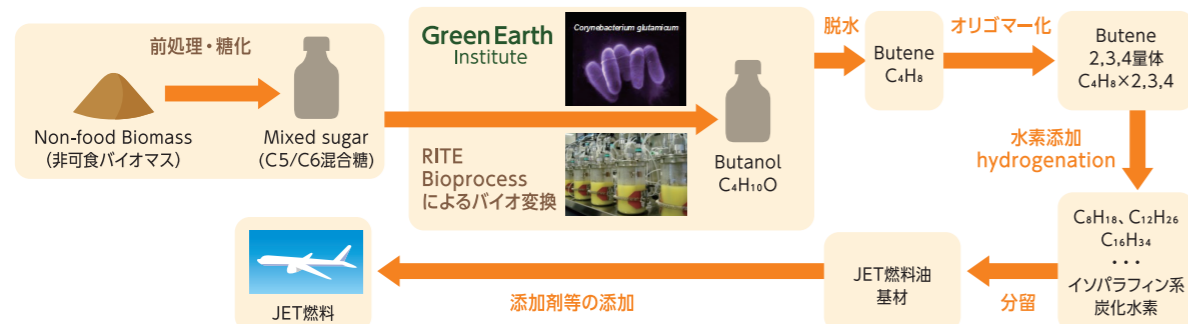 前処理・糖化
Non-food Biomass
（非可食バイオマス）
Mixed sugar
（C5/C6混合糖）
Green Earth
Institute
Corynebacterium glutamicum
RITE
Bioprocess
によるバイオ変換
Butanol
C₄H₁₀O
脱水
Butene
C₄H₈
オリゴマー化
Butene
2,3,4量体
C₄H₈×2,3,4
水素添加
hydrogenation
C₈H₁₈、C₁₂H₂₆
C₁₆H₃₄
・・・
イソパラフィン系
炭化水素
分留
JET燃料油
基材
添加剤等の添加
JET燃料